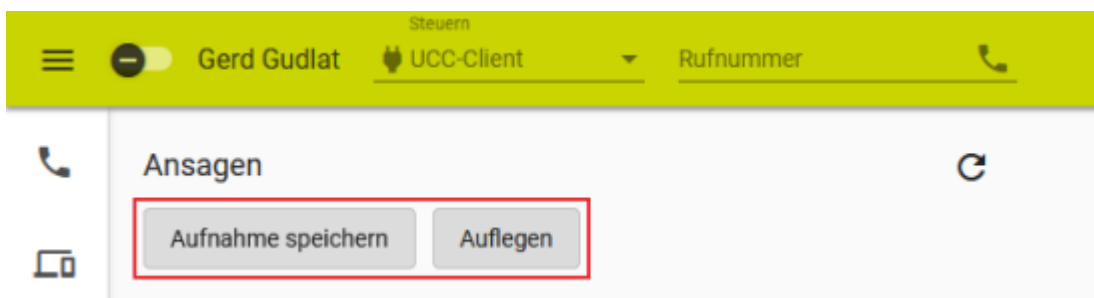 Steuern
Gerd Gudlat UCC-Client Rufnummer
Ansagen
Aufnahme speichern Auflegen